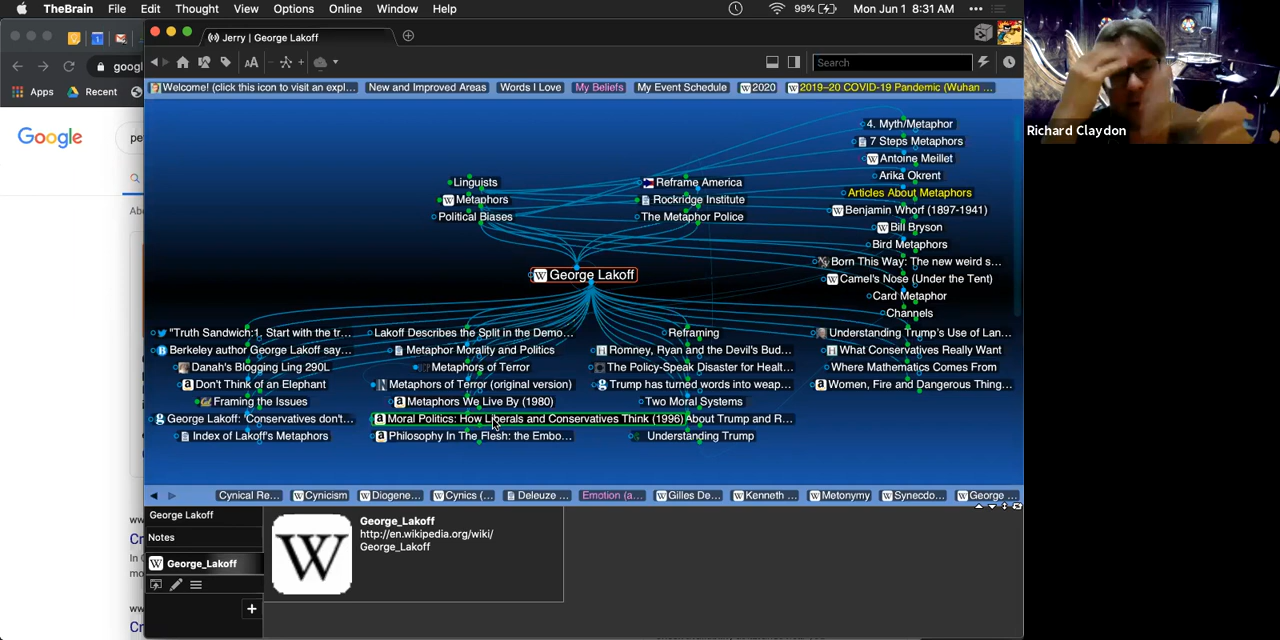 TheBrain File Edit Thought View Options Online Window Help 99% Mon Jun 1 8:31 AM
Jerry | George Lakoff
googl
AA
Search
Apps Recent
Welcome! (click this icon to visit an expl... New and Improved Areas Words I Love My Beliefs My Event Schedule 2020 2019–20 COVID-19 Pandemic (Wuhan ...
Google
pe
Richard Claydon
4. Myth/Metaphor
7 Steps Metaphors
Antoine Meillet
Arika Okrent
Articles About Metaphors
Benjamin Whorf (1897-1941)
Bill Bryson
Bird Metaphors
Born This Way: The new weird s...
Camel's Nose (Under the Tent)
Card Metaphor
Channels
Linguists
Metaphors
Political Biases
Reframe America
Rockridge Institute
The Metaphor Police
George Lakoff
"Truth Sandwich:1. Start with the tr...
Berkeley author George Lakoff say...
Danah's Blogging Ling 290L
Don't Think of an Elephant
Framing the Issues
George Lakoff: 'Conservatives don't...
Index of Lakoff's Metaphors
Lakoff Describes the Split in the Demo...
Metaphor Morality and Politics
Metaphors of Terror
Metaphors of Terror (original version)
Metaphors We Live By (1980)
Moral Politics: How Liberals and Conservatives Think (1996)
Philosophy In The Flesh: the Embo...
Reframing
Romney, Ryan and the Devil's Bud...
The Policy-Speak Disaster for Healt...
Trump has turned words into weap...
Two Moral Systems
About Trump and R...
Understanding Trump
Understanding Trump's Use of Lan...
What Conservatives Really Want
Where Mathematics Comes From
Women, Fire and Dangerous Thing...
Cynical Re... Cynicism Diogene... Cynics (... Deleuze ... Emotion (a... Gilles De... Kenneth ... Metonymy Synecdo... George ...
George Lakoff
Notes
George_Lakoff
George_Lakoff
http://en.wikipedia.org/wiki/
George_Lakoff
Ab
ww
Cr
In C
mo
ww
Cr